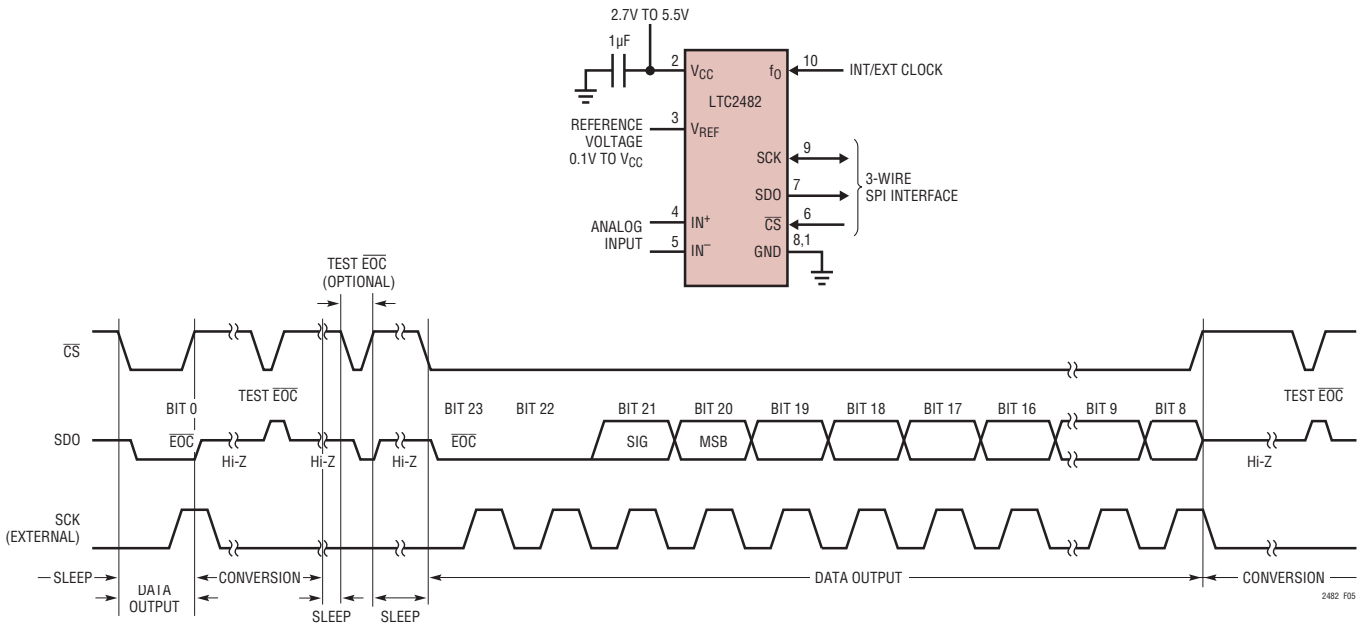 2.7V TO 5.5V
1µF
2
VCC
fO
10
INT/EXT CLOCK
LTC2482
REFERENCE
VOLTAGE
0.1V TO VCC
3
VREF
SCK
9
SDO
7
3-WIRE
SPI INTERFACE
ANALOG
INPUT
4
IN+
CS
6
5
IN−
GND
8,1
TEST EOC
(OPTIONAL)
CS
TEST EOC
TEST EOC
BIT 0
BIT 23
BIT 22
BIT 21
BIT 20
BIT 19
BIT 18
BIT 17
BIT 16
BIT 9
BIT 8
SDO
EOC
EOC
SIG
MSB
Hi-Z
Hi-Z
Hi-Z
Hi-Z
SCK
(EXTERNAL)
SLEEP
DATA
OUTPUT
CONVERSION
SLEEP
SLEEP
DATA OUTPUT
CONVERSION
2482 F05